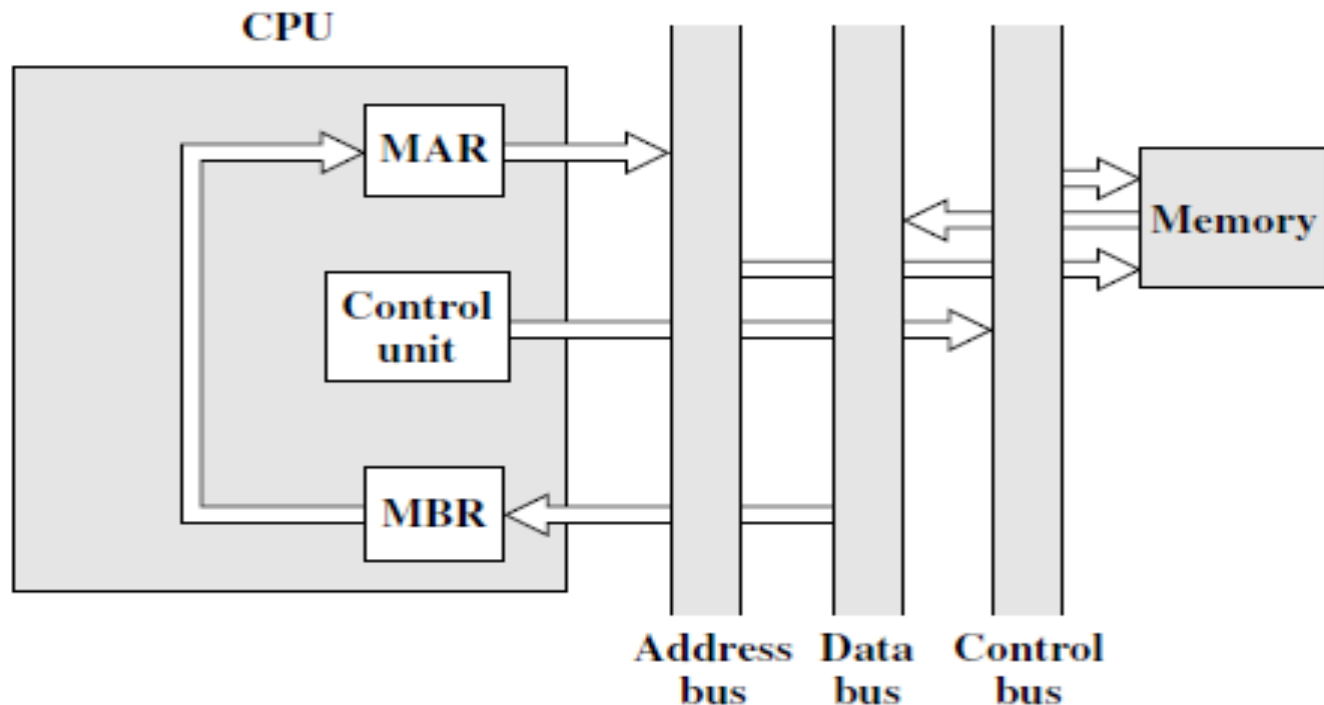 CPU
MAR
Memory
Control
unit
MBR
Address
bus
Data
bus
Control
bus